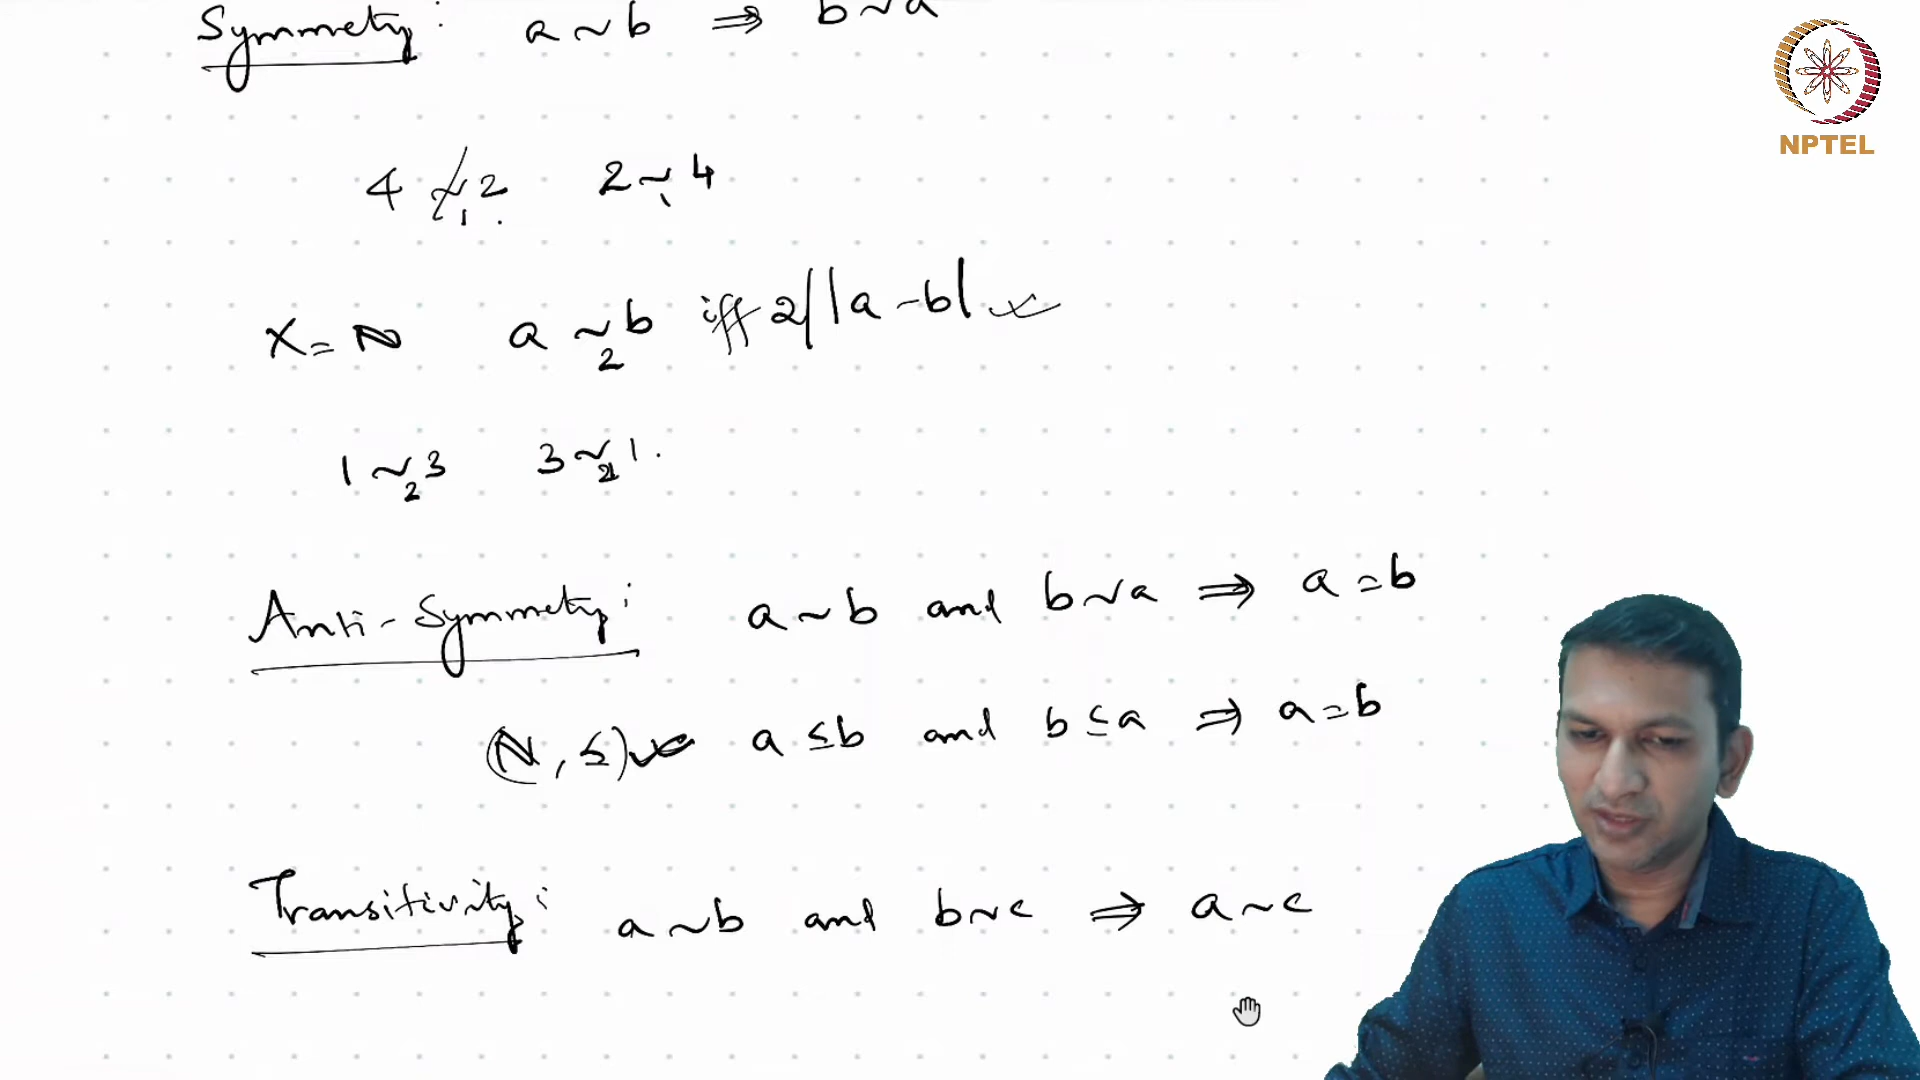 Symmetry: a ~ b ⇒ b ~ a
NPTEL
4 ≁₁ 2 2 ~₁ 4
X = ℕ a ~₂ b iff 2 | |a - b| ✓
1 ~₂ 3 3 ~₂ 1.
Anti-Symmetry: a ~ b and b ~ a ⇒ a = b
(ℕ, ≤) ✓ a ≤ b and b ≤ a ⇒ a = b
Transitivity: a ~ b and b ~ c ⇒ a ~ c